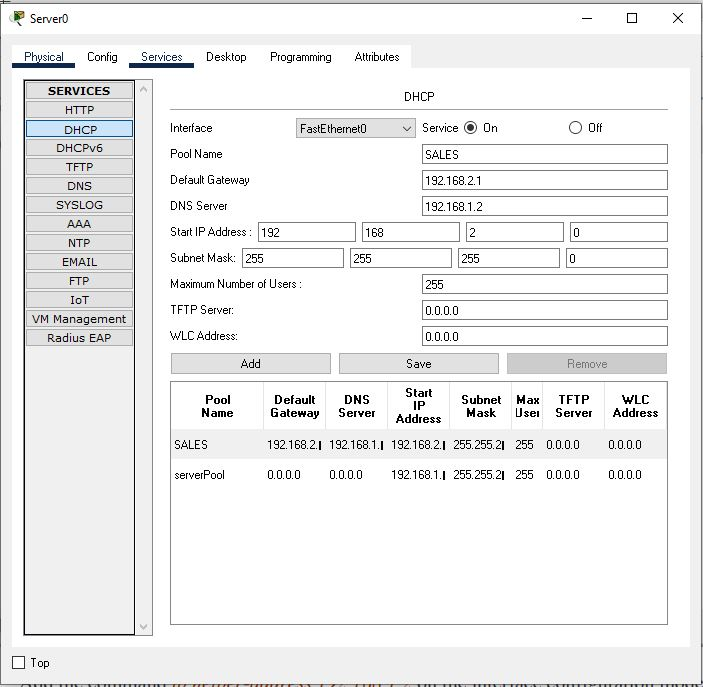 Server0
Physical Config Services Desktop Programming Attributes
SERVICES
HTTP
DHCP
DHCPv6
TFTP
DNS
SYSLOG
AAA
NTP
EMAIL
FTP
IoT
VM Management
Radius EAP
DHCP
Interface FastEthernet0 Service On Off
Pool Name SALES
Default Gateway 192.168.2.1
DNS Server 192.168.1.2
Start IP Address : 192 168 2 0
Subnet Mask: 255 255 255 0
Maximum Number of Users : 255
TFTP Server: 0.0.0.0
WLC Address: 0.0.0.0
Add Save Remove
Pool Name Default Gateway DNS Server Start IP Address Subnet Mask Max User TFTP Server WLC Address
SALES 192.168.2. 192.168.1. 192.168.2. 255.255.2 255 0.0.0.0 0.0.0.0
serverPool 0.0.0.0 0.0.0.0 192.168.1. 255.255.2 255 0.0.0.0 0.0.0.0
Top